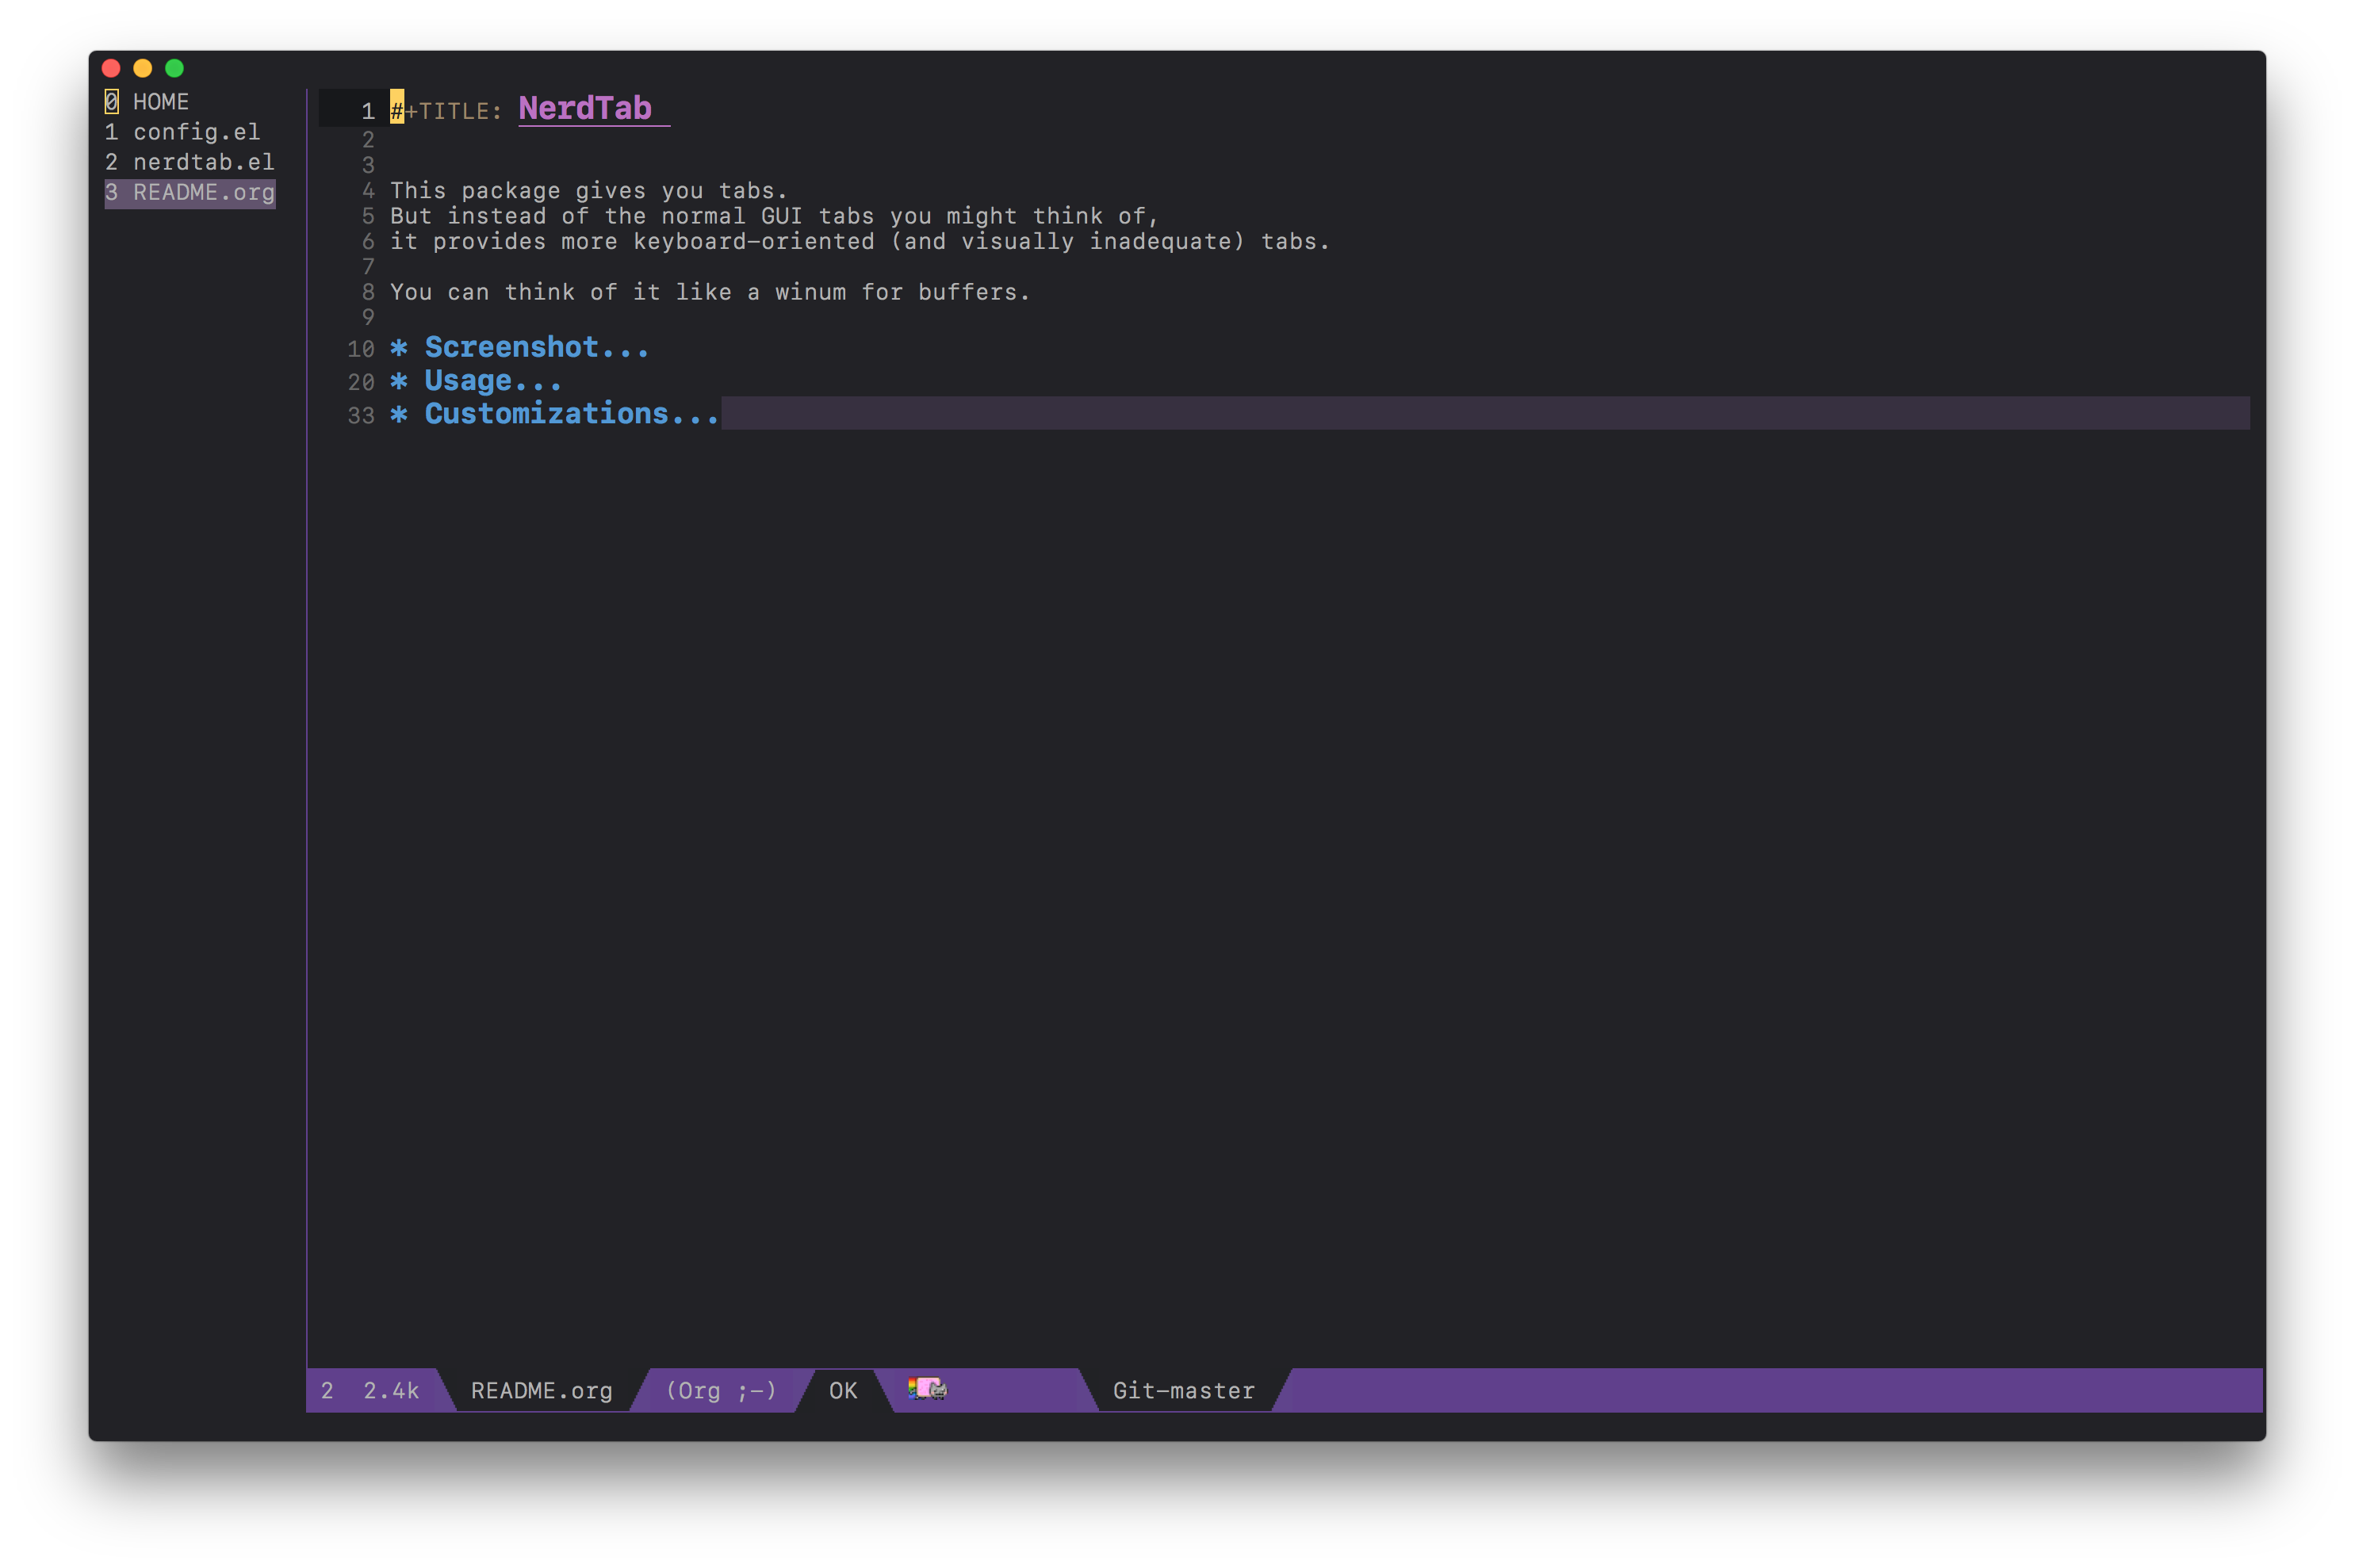 0 HOME
1 config.el
2 nerdtab.el
3 README.org
1 #+TITLE: NerdTab
2
3
4 This package gives you tabs.
5 But instead of the normal GUI tabs you might think of,
6 it provides more keyboard-oriented (and visually inadequate) tabs.
7
8 You can think of it like a winum for buffers.
9
10 * Screenshot...
20 * Usage...
33 * Customizations...
2 2.4k README.org (Org ;-) OK Git-master